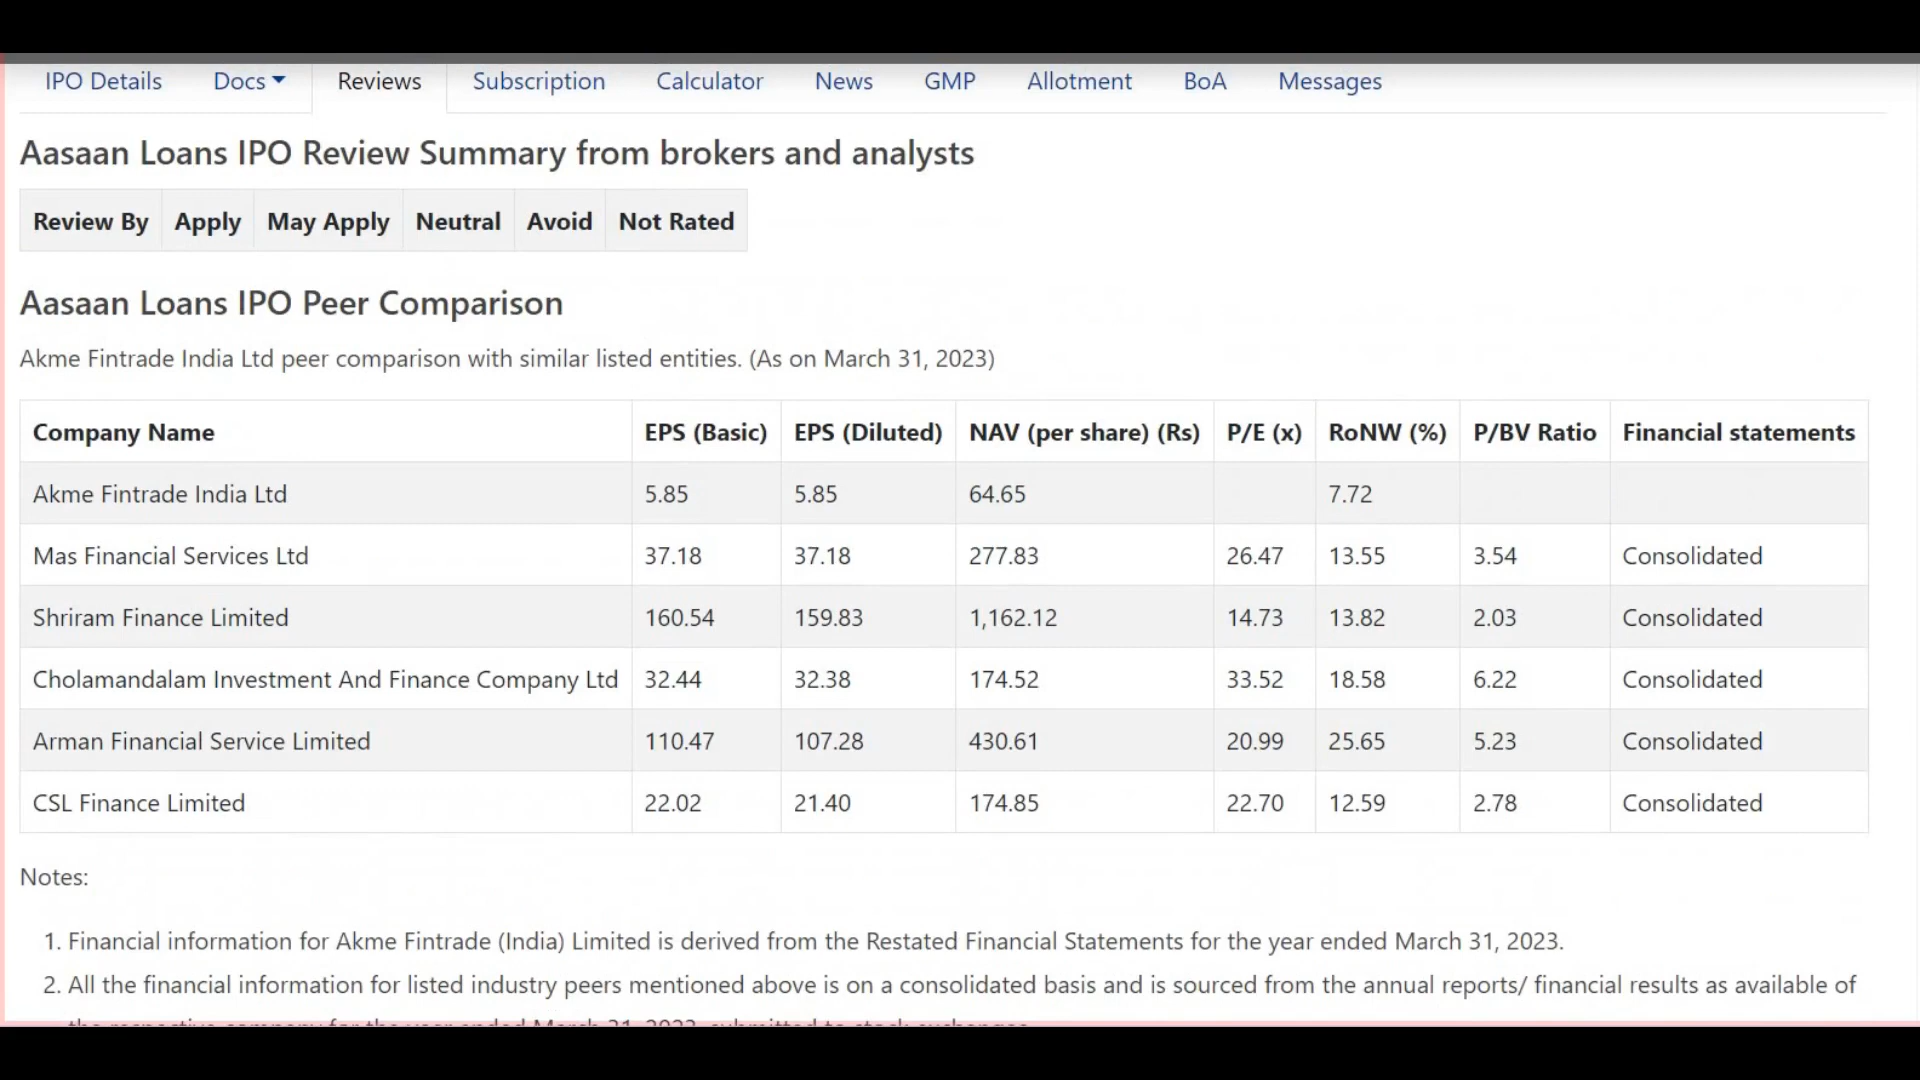 IPO Details Docs Reviews Subscription Calculator News GMP Allotment BoA Messages
Aasaan Loans IPO Review Summary from brokers and analysts
Review By Apply May Apply Neutral Avoid Not Rated
Aasaan Loans IPO Peer Comparison
Akme Fintrade India Ltd peer comparison with similar listed entities. (As on March 31, 2023)
Company Name EPS (Basic) EPS (Diluted) NAV (per share) (Rs) P/E (x) RoNW (%) P/BV Ratio Financial statements
Akme Fintrade India Ltd 5.85 5.85 64.65 7.72
Mas Financial Services Ltd 37.18 37.18 277.83 26.47 13.55 3.54 Consolidated
Shriram Finance Limited 160.54 159.83 1,162.12 14.73 13.82 2.03 Consolidated
Cholamandalam Investment And Finance Company Ltd 32.44 32.38 174.52 33.52 18.58 6.22 Consolidated
Arman Financial Service Limited 110.47 107.28 430.61 20.99 25.65 5.23 Consolidated
CSL Finance Limited 22.02 21.40 174.85 22.70 12.59 2.78 Consolidated
Notes:
1. Financial information for Akme Fintrade (India) Limited is derived from the Restated Financial Statements for the year ended March 31, 2023.
2. All the financial information for listed industry peers mentioned above is on a consolidated basis and is sourced from the annual reports/ financial results as available of